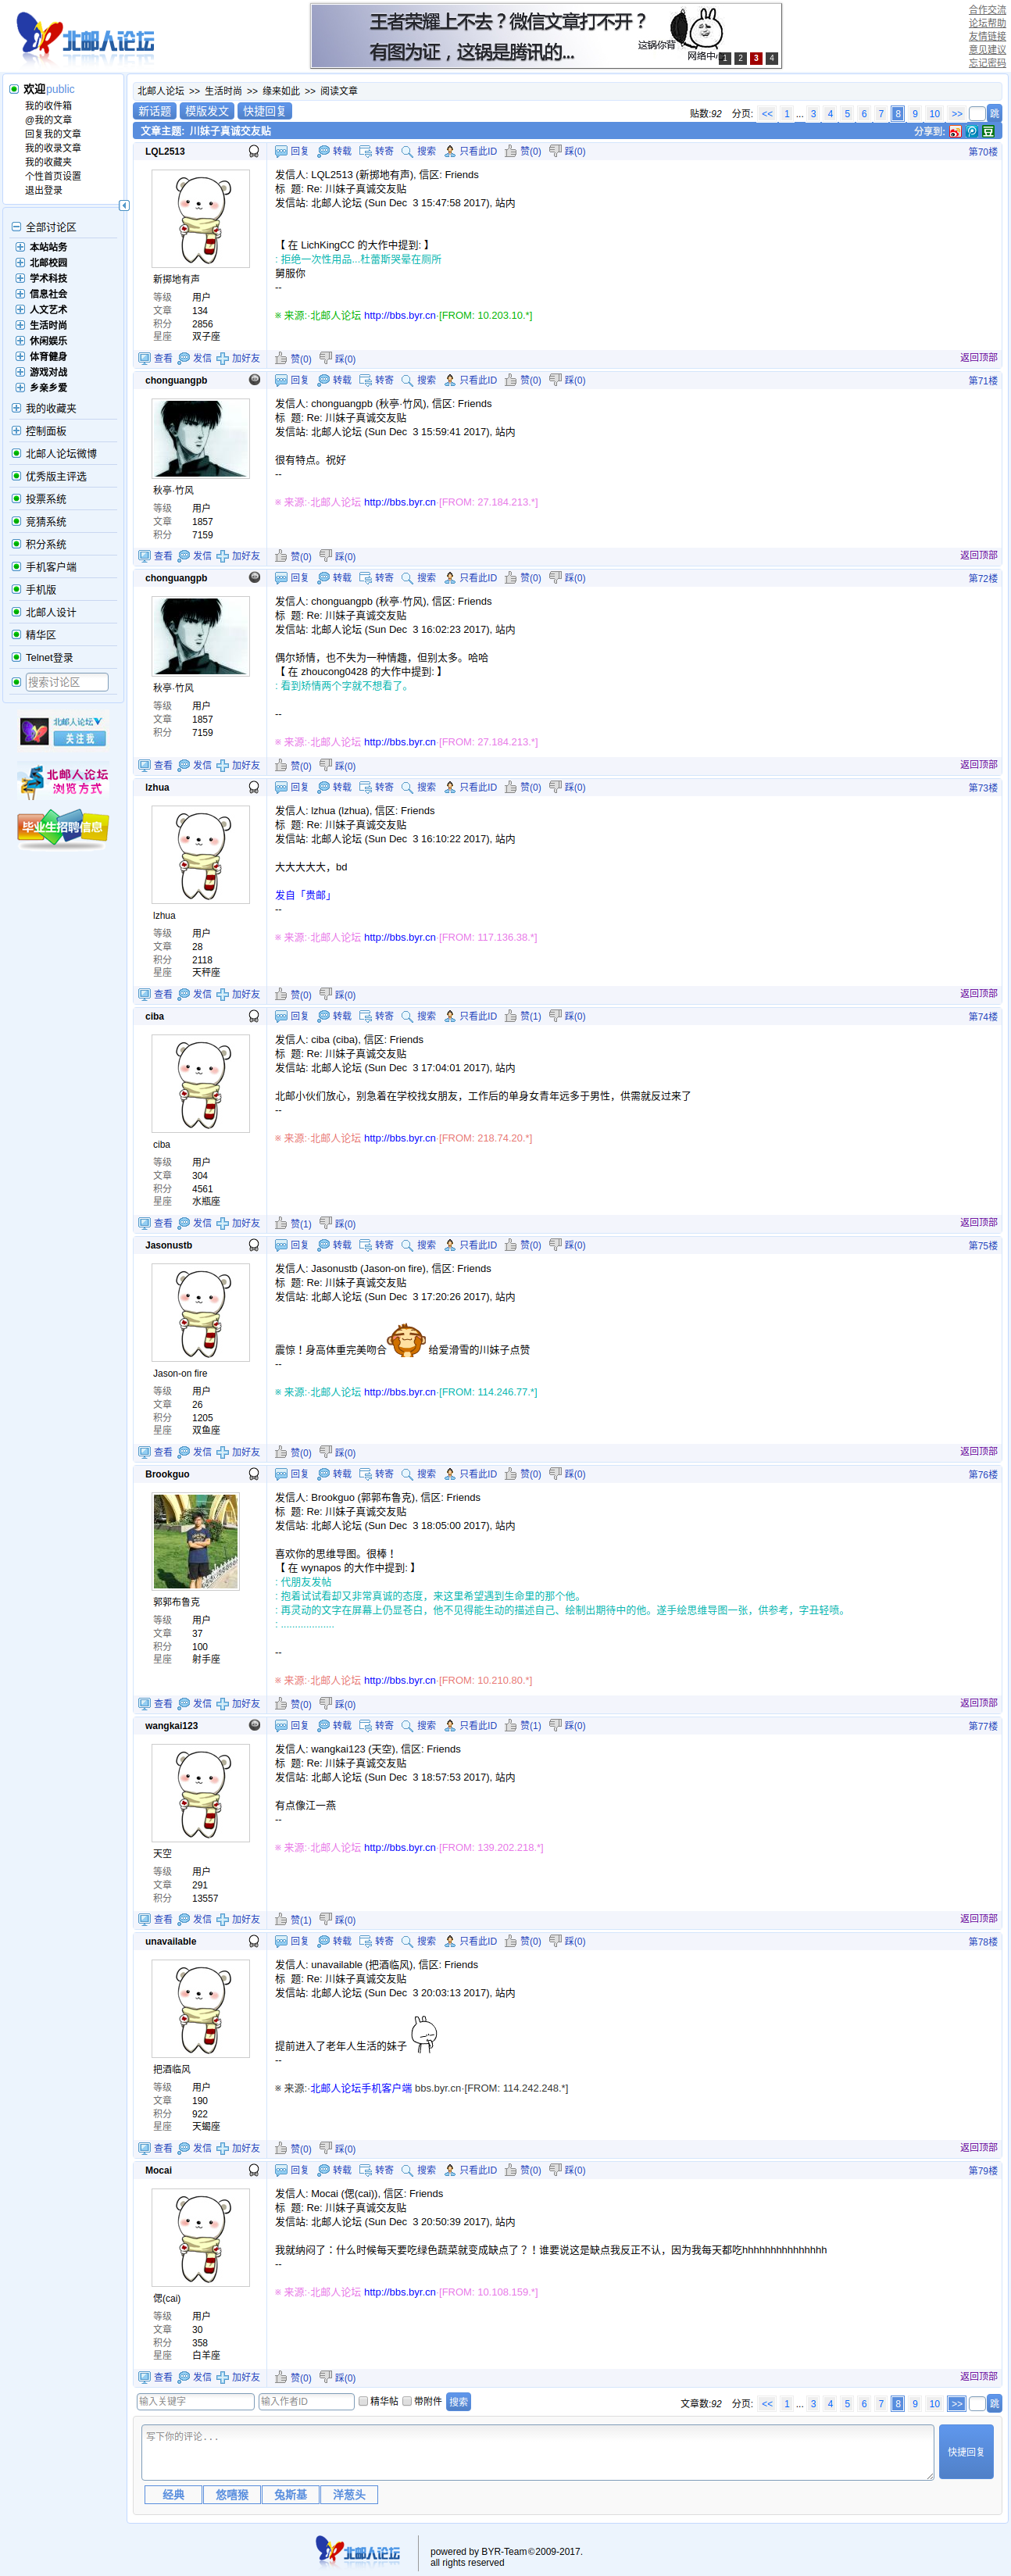 北邮人论坛
王者荣耀上不去？微信文章打不开？
有图为证，这锅是腾讯的...
这锅你背
网络中心
1 2 3 4
合作交流
论坛帮助
友情链接
意见建议
忘记密码
欢迎public
我的收件箱
@我的文章
回复我的文章
我的收录文章
我的收藏夹
个性首页设置
退出登录
全部讨论区
本站站务
北邮校园
学术科技
信息社会
人文艺术
生活时尚
休闲娱乐
体育健身
游戏对战
乡亲乡爱
我的收藏夹
控制面板
北邮人论坛微博
优秀版主评选
投票系统
竞猜系统
积分系统
手机客户端
手机版
北邮人设计
精华区
Telnet登录
搜索讨论区
北邮人论坛
关注我
北邮人论坛
浏览方式
毕业生招聘信息
北邮人论坛 >> 生活时尚 >> 缘来如此 >> 阅读文章
新话题 模版发文 快捷回复
贴数:92 分页: << 1 ... 3 4 5 6 7 8 9 10 >> 跳
文章主题: 川妹子真诚交友贴
分享到:
LQL2513
回复 转载 转寄 搜索 只看此ID 赞(0) 踩(0)
第70楼
新掷地有声
等级 用户
文章 134
积分 2856
星座 双子座
发信人: LQL2513 (新掷地有声), 信区: Friends
标 题: Re: 川妹子真诚交友贴
发信站: 北邮人论坛 (Sun Dec 3 15:47:58 2017), 站内
【 在 LichKingCC 的大作中提到: 】
: 拒绝一次性用品...杜蕾斯哭晕在厕所
舅服你
--
※ 来源:·北邮人论坛 http://bbs.byr.cn·[FROM: 10.203.10.*]
查看 发信 加好友
赞(0) 踩(0)
返回顶部
chonguangpb
回复 转载 转寄 搜索 只看此ID 赞(0) 踩(0)
第71楼
秋亭·竹风
等级 用户
文章 1857
积分 7159
发信人: chonguangpb (秋亭·竹风), 信区: Friends
标 题: Re: 川妹子真诚交友贴
发信站: 北邮人论坛 (Sun Dec 3 15:59:41 2017), 站内
很有特点。祝好
--
※ 来源:·北邮人论坛 http://bbs.byr.cn·[FROM: 27.184.213.*]
查看 发信 加好友
赞(0) 踩(0)
返回顶部
chonguangpb
回复 转载 转寄 搜索 只看此ID 赞(0) 踩(0)
第72楼
秋亭·竹风
等级 用户
文章 1857
积分 7159
发信人: chonguangpb (秋亭·竹风), 信区: Friends
标 题: Re: 川妹子真诚交友贴
发信站: 北邮人论坛 (Sun Dec 3 16:02:23 2017), 站内
偶尔矫情，也不失为一种情趣，但别太多。哈哈
【 在 zhoucong0428 的大作中提到: 】
: 看到矫情两个字就不想看了。
--
※ 来源:·北邮人论坛 http://bbs.byr.cn·[FROM: 27.184.213.*]
查看 发信 加好友
赞(0) 踩(0)
返回顶部
lzhua
回复 转载 转寄 搜索 只看此ID 赞(0) 踩(0)
第73楼
lzhua
等级 用户
文章 28
积分 2118
星座 天秤座
发信人: lzhua (lzhua), 信区: Friends
标 题: Re: 川妹子真诚交友贴
发信站: 北邮人论坛 (Sun Dec 3 16:10:22 2017), 站内
大大大大大，bd
发自「贵邮」
--
※ 来源:·北邮人论坛 http://bbs.byr.cn·[FROM: 117.136.38.*]
查看 发信 加好友
赞(0) 踩(0)
返回顶部
ciba
回复 转载 转寄 搜索 只看此ID 赞(1) 踩(0)
第74楼
ciba
等级 用户
文章 304
积分 4561
星座 水瓶座
发信人: ciba (ciba), 信区: Friends
标 题: Re: 川妹子真诚交友贴
发信站: 北邮人论坛 (Sun Dec 3 17:04:01 2017), 站内
北邮小伙们放心，别急着在学校找女朋友，工作后的单身女青年远多于男性，供需就反过来了
--
※ 来源:·北邮人论坛 http://bbs.byr.cn·[FROM: 218.74.20.*]
查看 发信 加好友
赞(1) 踩(0)
返回顶部
Jasonustb
回复 转载 转寄 搜索 只看此ID 赞(0) 踩(0)
第75楼
Jason-on fire
等级 用户
文章 26
积分 1205
星座 双鱼座
发信人: Jasonustb (Jason-on fire), 信区: Friends
标 题: Re: 川妹子真诚交友贴
发信站: 北邮人论坛 (Sun Dec 3 17:20:26 2017), 站内
震惊！身高体重完美吻合 给爱滑雪的川妹子点赞
--
※ 来源:·北邮人论坛 http://bbs.byr.cn·[FROM: 114.246.77.*]
查看 发信 加好友
赞(0) 踩(0)
返回顶部
Brookguo
回复 转载 转寄 搜索 只看此ID 赞(0) 踩(0)
第76楼
郭郭布鲁克
等级 用户
文章 37
积分 100
星座 射手座
发信人: Brookguo (郭郭布鲁克), 信区: Friends
标 题: Re: 川妹子真诚交友贴
发信站: 北邮人论坛 (Sun Dec 3 18:05:00 2017), 站内
喜欢你的思维导图。很棒！
【 在 wynapos 的大作中提到: 】
: 代朋友发帖
: 抱着试试看却又非常真诚的态度，来这里希望遇到生命里的那个他。
: 再灵动的文字在屏幕上仍显苍白，他不见得能生动的描述自己、绘制出期待中的他。遂手绘思维导图一张，供参考，字丑轻喷。
: ...................
--
※ 来源:·北邮人论坛 http://bbs.byr.cn·[FROM: 10.210.80.*]
查看 发信 加好友
赞(0) 踩(0)
返回顶部
wangkai123
回复 转载 转寄 搜索 只看此ID 赞(1) 踩(0)
第77楼
天空
等级 用户
文章 291
积分 13557
发信人: wangkai123 (天空), 信区: Friends
标 题: Re: 川妹子真诚交友贴
发信站: 北邮人论坛 (Sun Dec 3 18:57:53 2017), 站内
有点像江一燕
--
※ 来源:·北邮人论坛 http://bbs.byr.cn·[FROM: 139.202.218.*]
查看 发信 加好友
赞(1) 踩(0)
返回顶部
unavailable
回复 转载 转寄 搜索 只看此ID 赞(0) 踩(0)
第78楼
把酒临风
等级 用户
文章 190
积分 922
星座 天蝎座
发信人: unavailable (把酒临风), 信区: Friends
标 题: Re: 川妹子真诚交友贴
发信站: 北邮人论坛 (Sun Dec 3 20:03:13 2017), 站内
提前进入了老年人生活的妹子
--
※ 来源:·北邮人论坛手机客户端 bbs.byr.cn·[FROM: 114.242.248.*]
查看 发信 加好友
赞(0) 踩(0)
返回顶部
Mocai
回复 转载 转寄 搜索 只看此ID 赞(0) 踩(0)
第79楼
偲(cai)
等级 用户
文章 30
积分 358
星座 白羊座
发信人: Mocai (偲(cai)), 信区: Friends
标 题: Re: 川妹子真诚交友贴
发信站: 北邮人论坛 (Sun Dec 3 20:50:39 2017), 站内
我就纳闷了：什么时候每天要吃绿色蔬菜就变成缺点了？！谁要说这是缺点我反正不认，因为我每天都吃hhhhhhhhhhhhhhh
--
※ 来源:·北邮人论坛 http://bbs.byr.cn·[FROM: 10.108.159.*]
查看 发信 加好友
赞(0) 踩(0)
返回顶部
输入关键字 输入作者ID 精华帖 带附件 搜索
文章数:92 分页: << 1 ... 3 4 5 6 7 8 9 10 >> 跳
写下你的评论...
快捷回复
经典 悠嘻猴 兔斯基 洋葱头
北邮人论坛
powered by BYR-Team©2009-2017.
all rights reserved